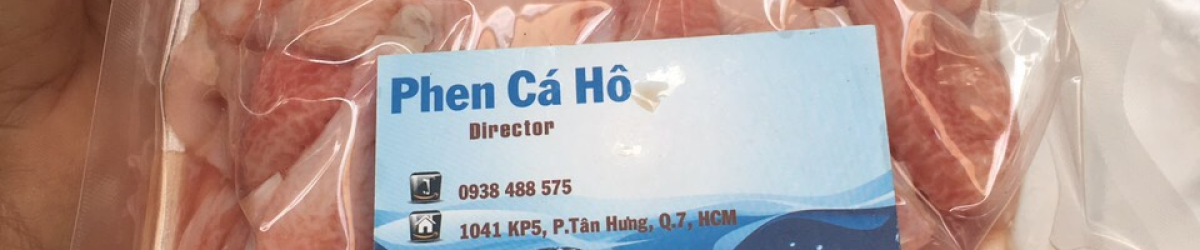 Phen Cá Hô
Director
0938 488 575
1041 KP5, P.Tân Hưng, Q.7, HCM